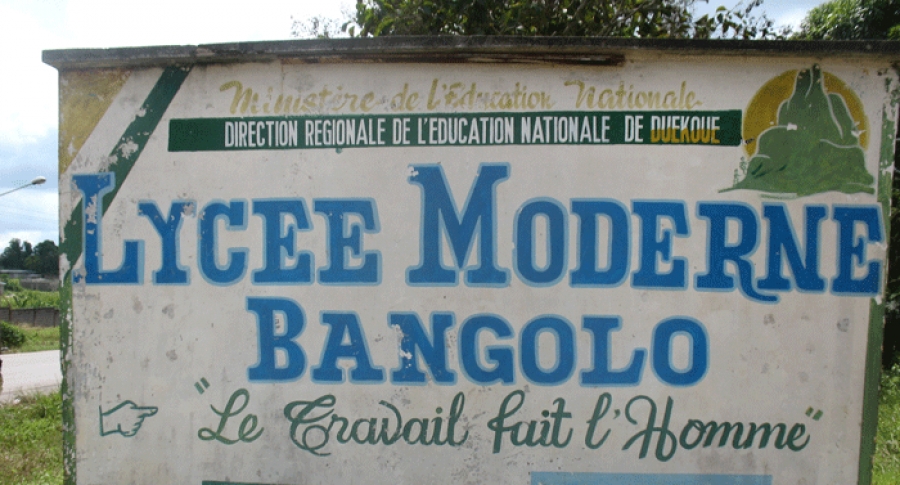 Ministère de l'Education Nationale
DIRECTION REGIONALE DE L'EDUCATION NATIONALE DE DUEKOUE
LYCEE MODERNE
BANGOLO
"Le Travail fait l'Homme"